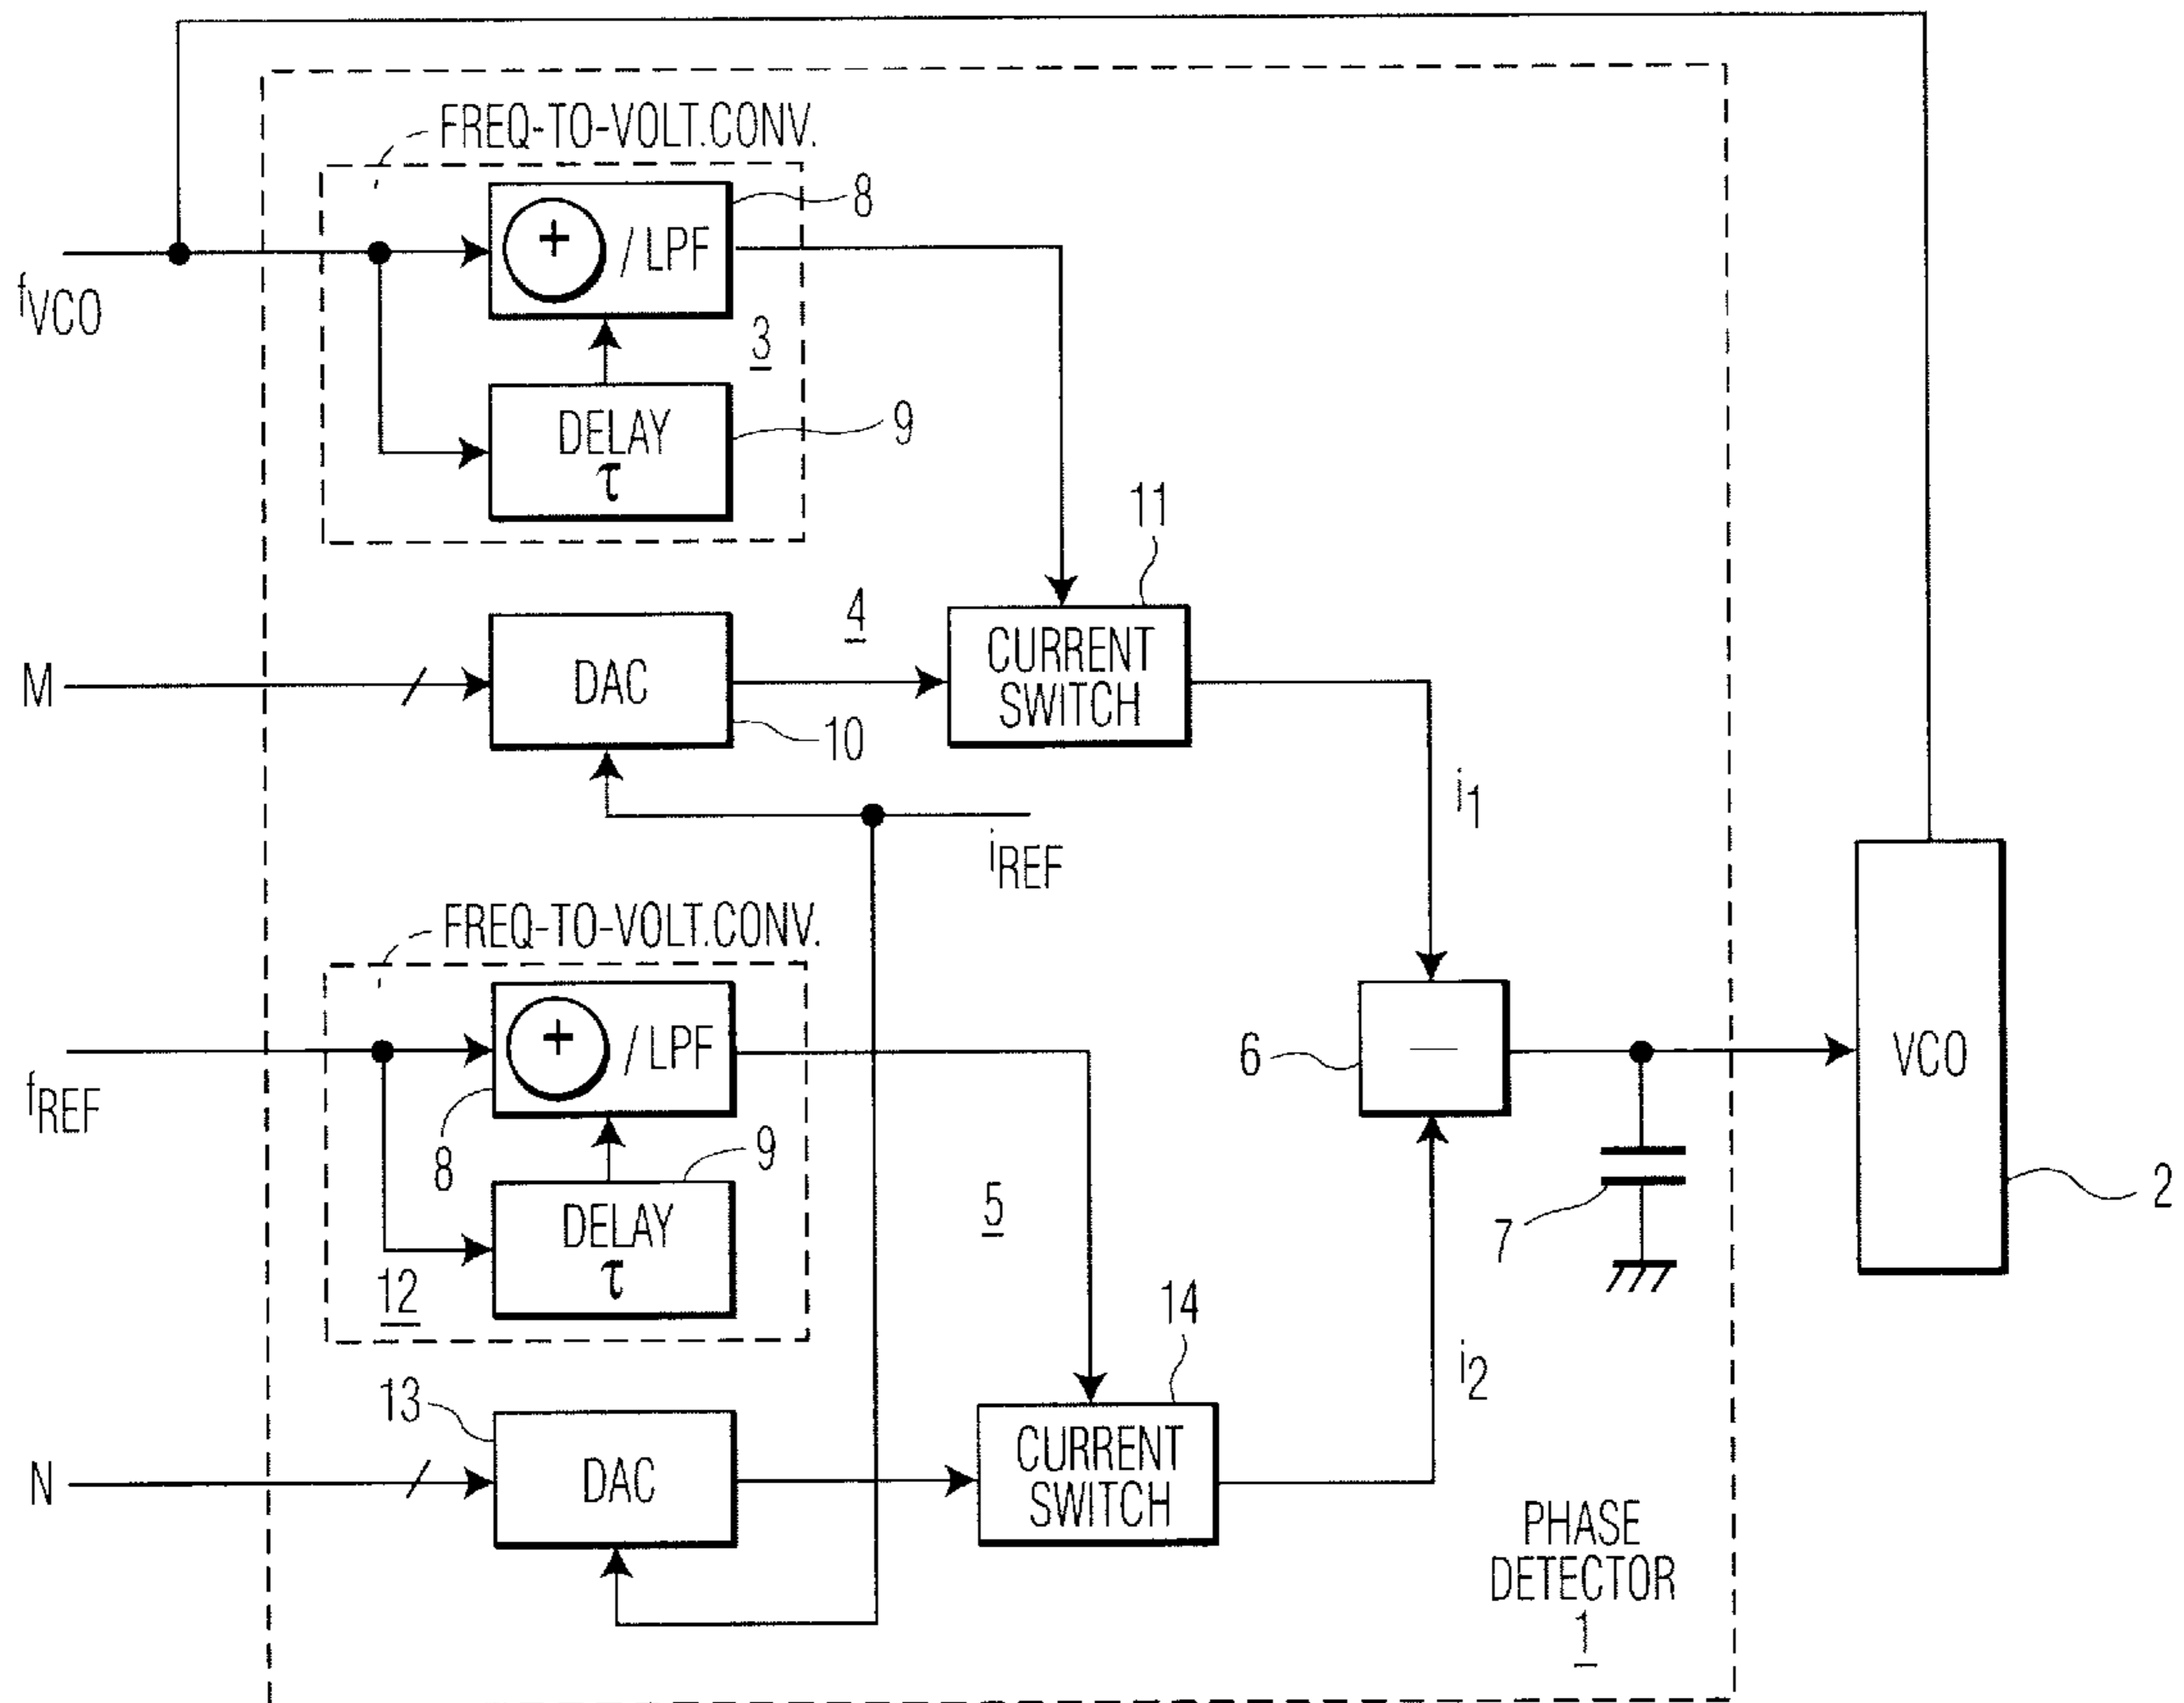 FREQ-TO-VOLT.CONV.
+ / LPF
8
fVCO
3
DELAY
τ
9
11
4
CURRENT
SWITCH
M
DAC
10
i1
iREF
FREQ-TO-VOLT.CONV.
+ / LPF
6
−
VCO
fREF
8
9
5
DELAY
τ
7
2
12
14
i2
13
CURRENT
SWITCH
N
DAC
PHASE
DETECTOR
1